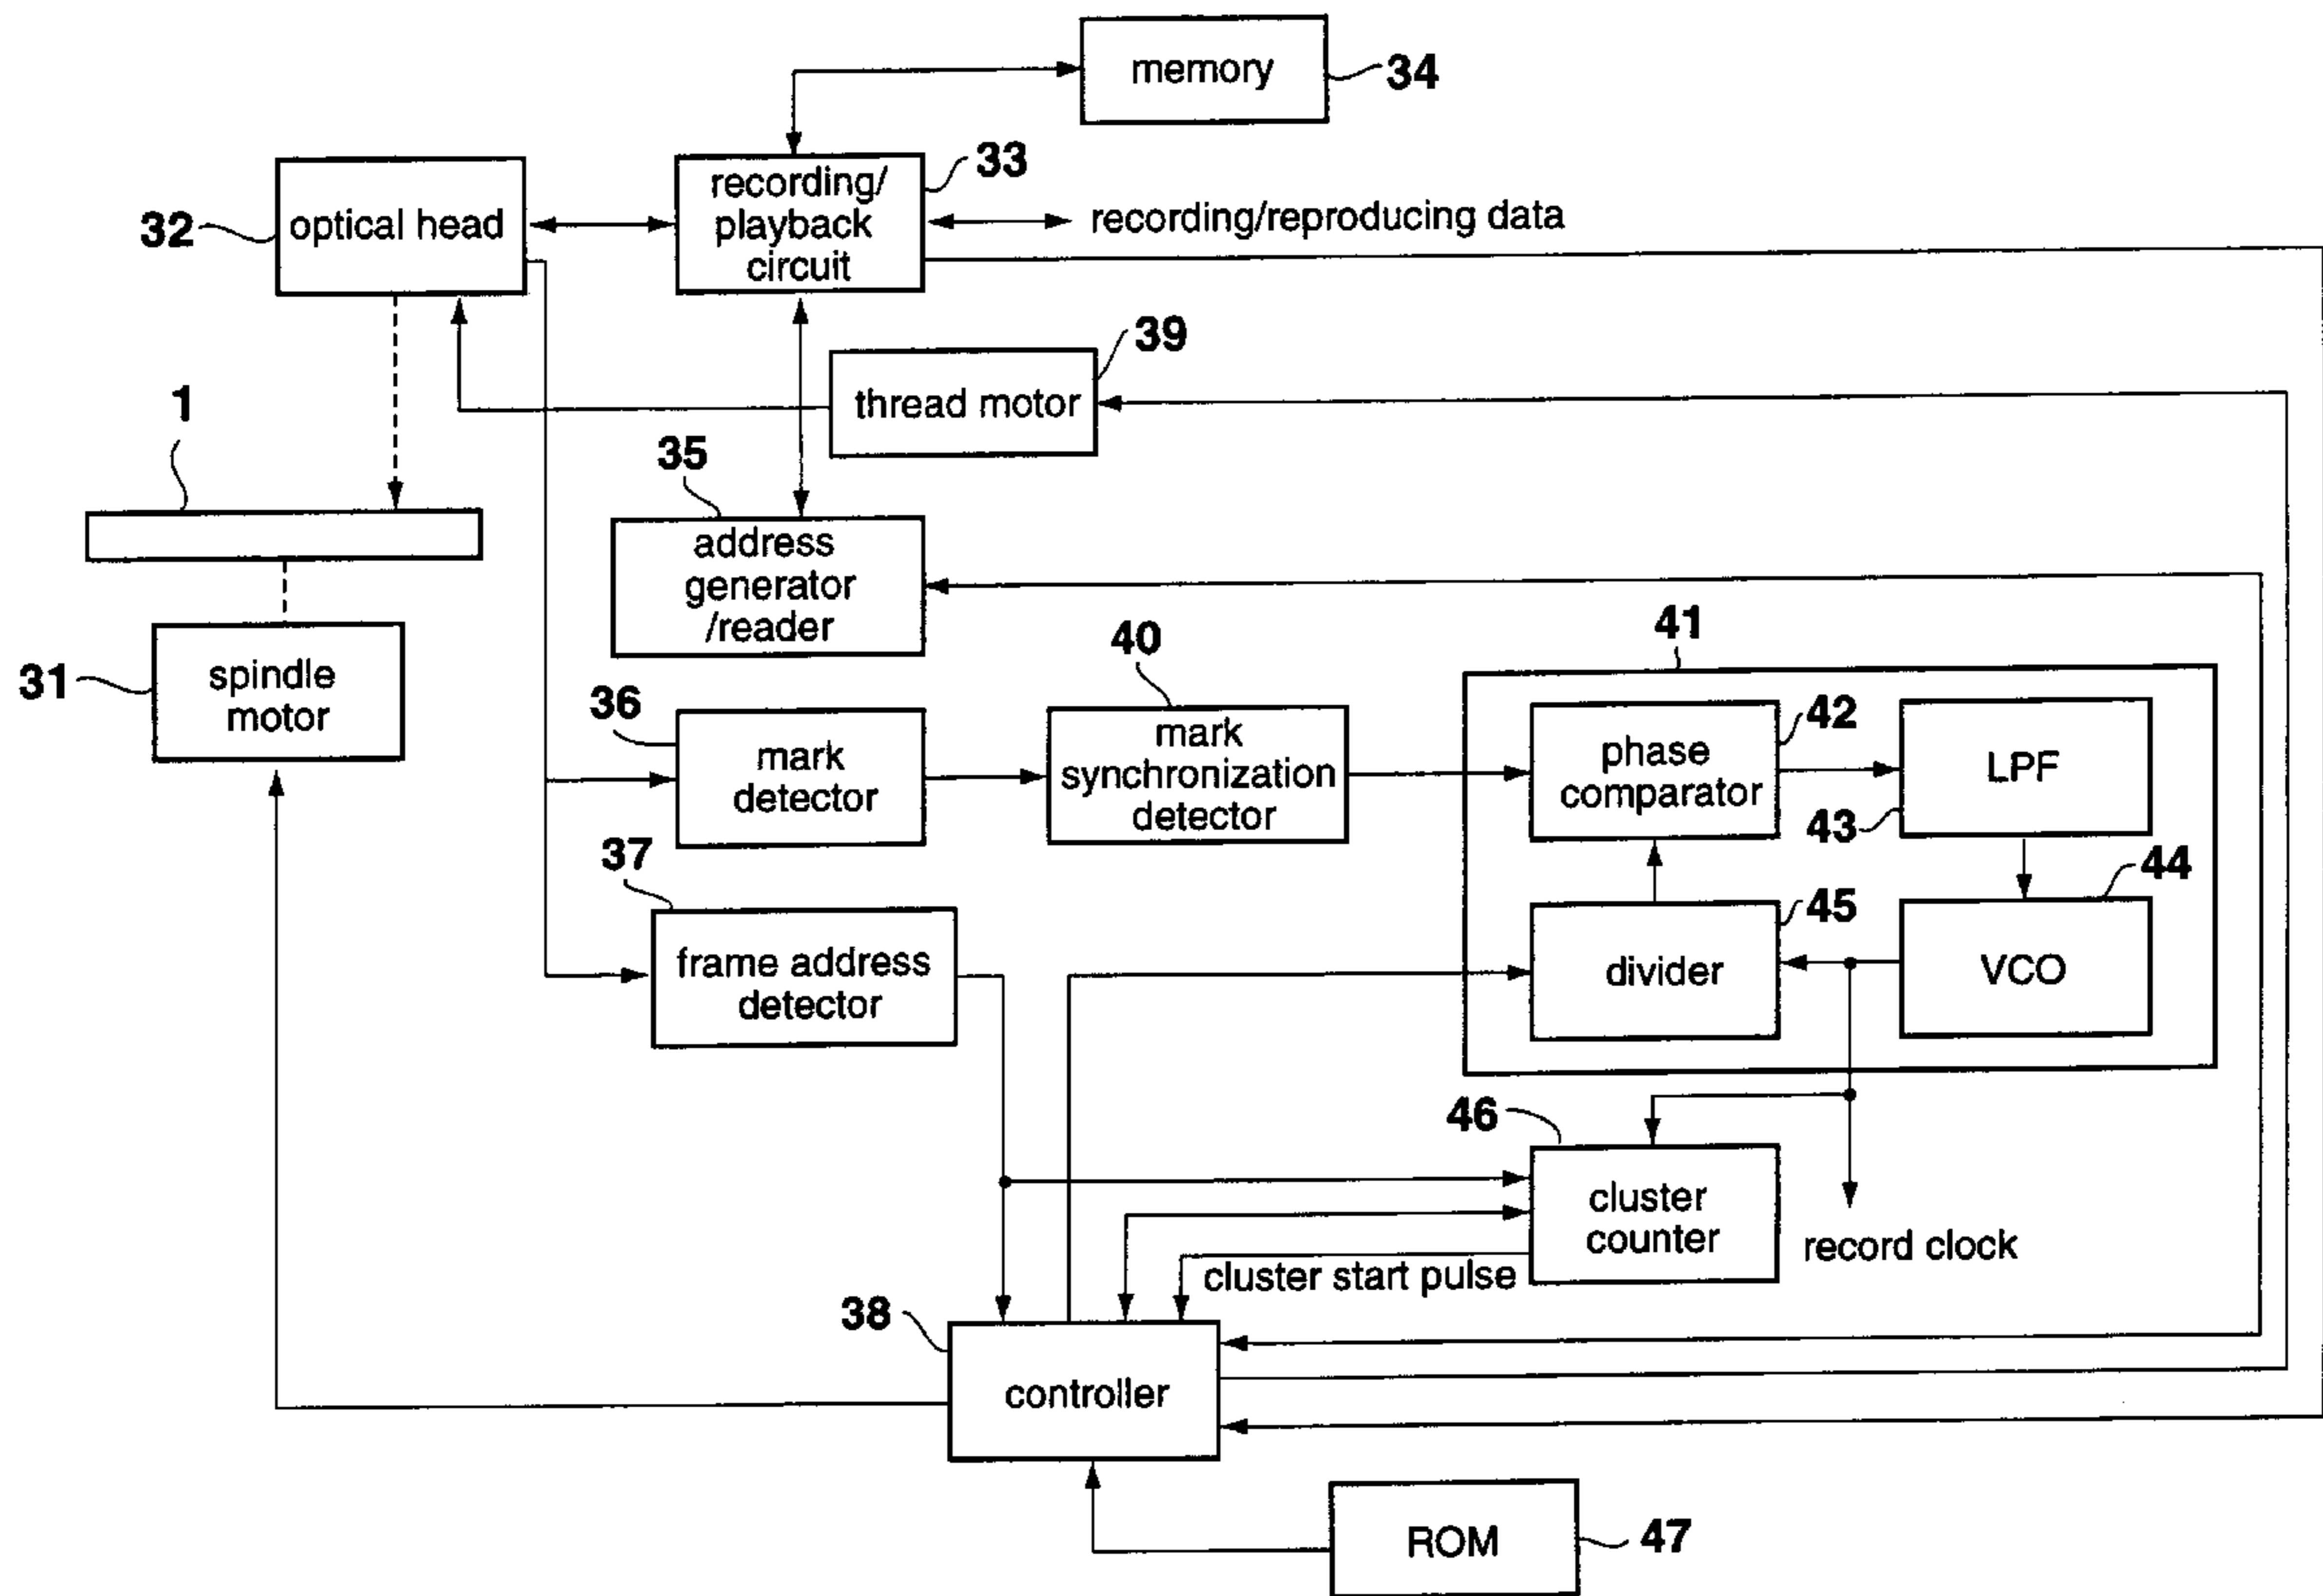 memory
34
recording/
playback
circuit
33
32
optical head
recording/reproducing data
39
thread motor
1
35
address
generator
/reader
41
40
31
spindle
motor
36
mark
detector
mark
synchronization
detector
42
phase
comparator
LPF
43
37
44
45
frame address
detector
divider
VCO
46
cluster
counter
record clock
cluster start pulse
38
controller
ROM
47